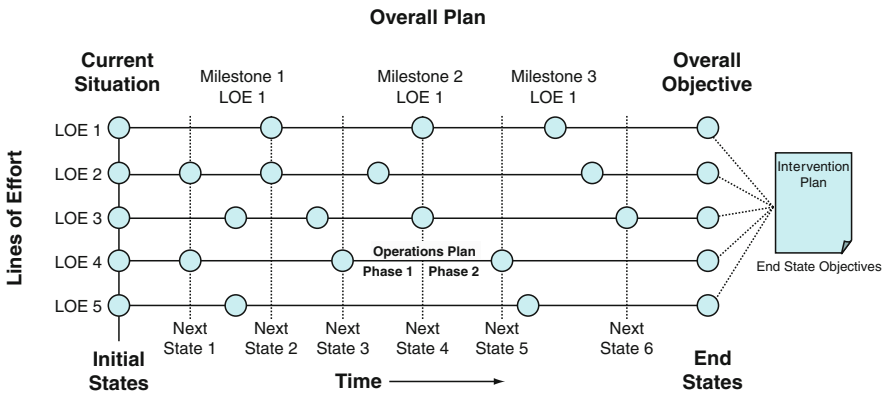 Overall Plan
Current
Situation
Milestone 1
LOE 1
Milestone 2
LOE 1
Milestone 3
LOE 1
Overall
Objective
Lines of Effort
LOE 1
LOE 2
LOE 3
LOE 4
LOE 5
Operations Plan
Phase 1
Phase 2
Intervention
Plan
End State Objectives
Next
State 1
Next
State 2
Next
State 3
Next
State 4
Next
State 5
Next
State 6
Initial
States
Time
End
States